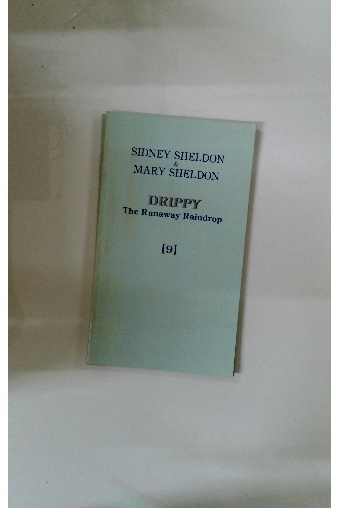 SIDNEY SHELDON
&
MARY SHELDON
DRIPPY
The Runaway Raindrop
[9]